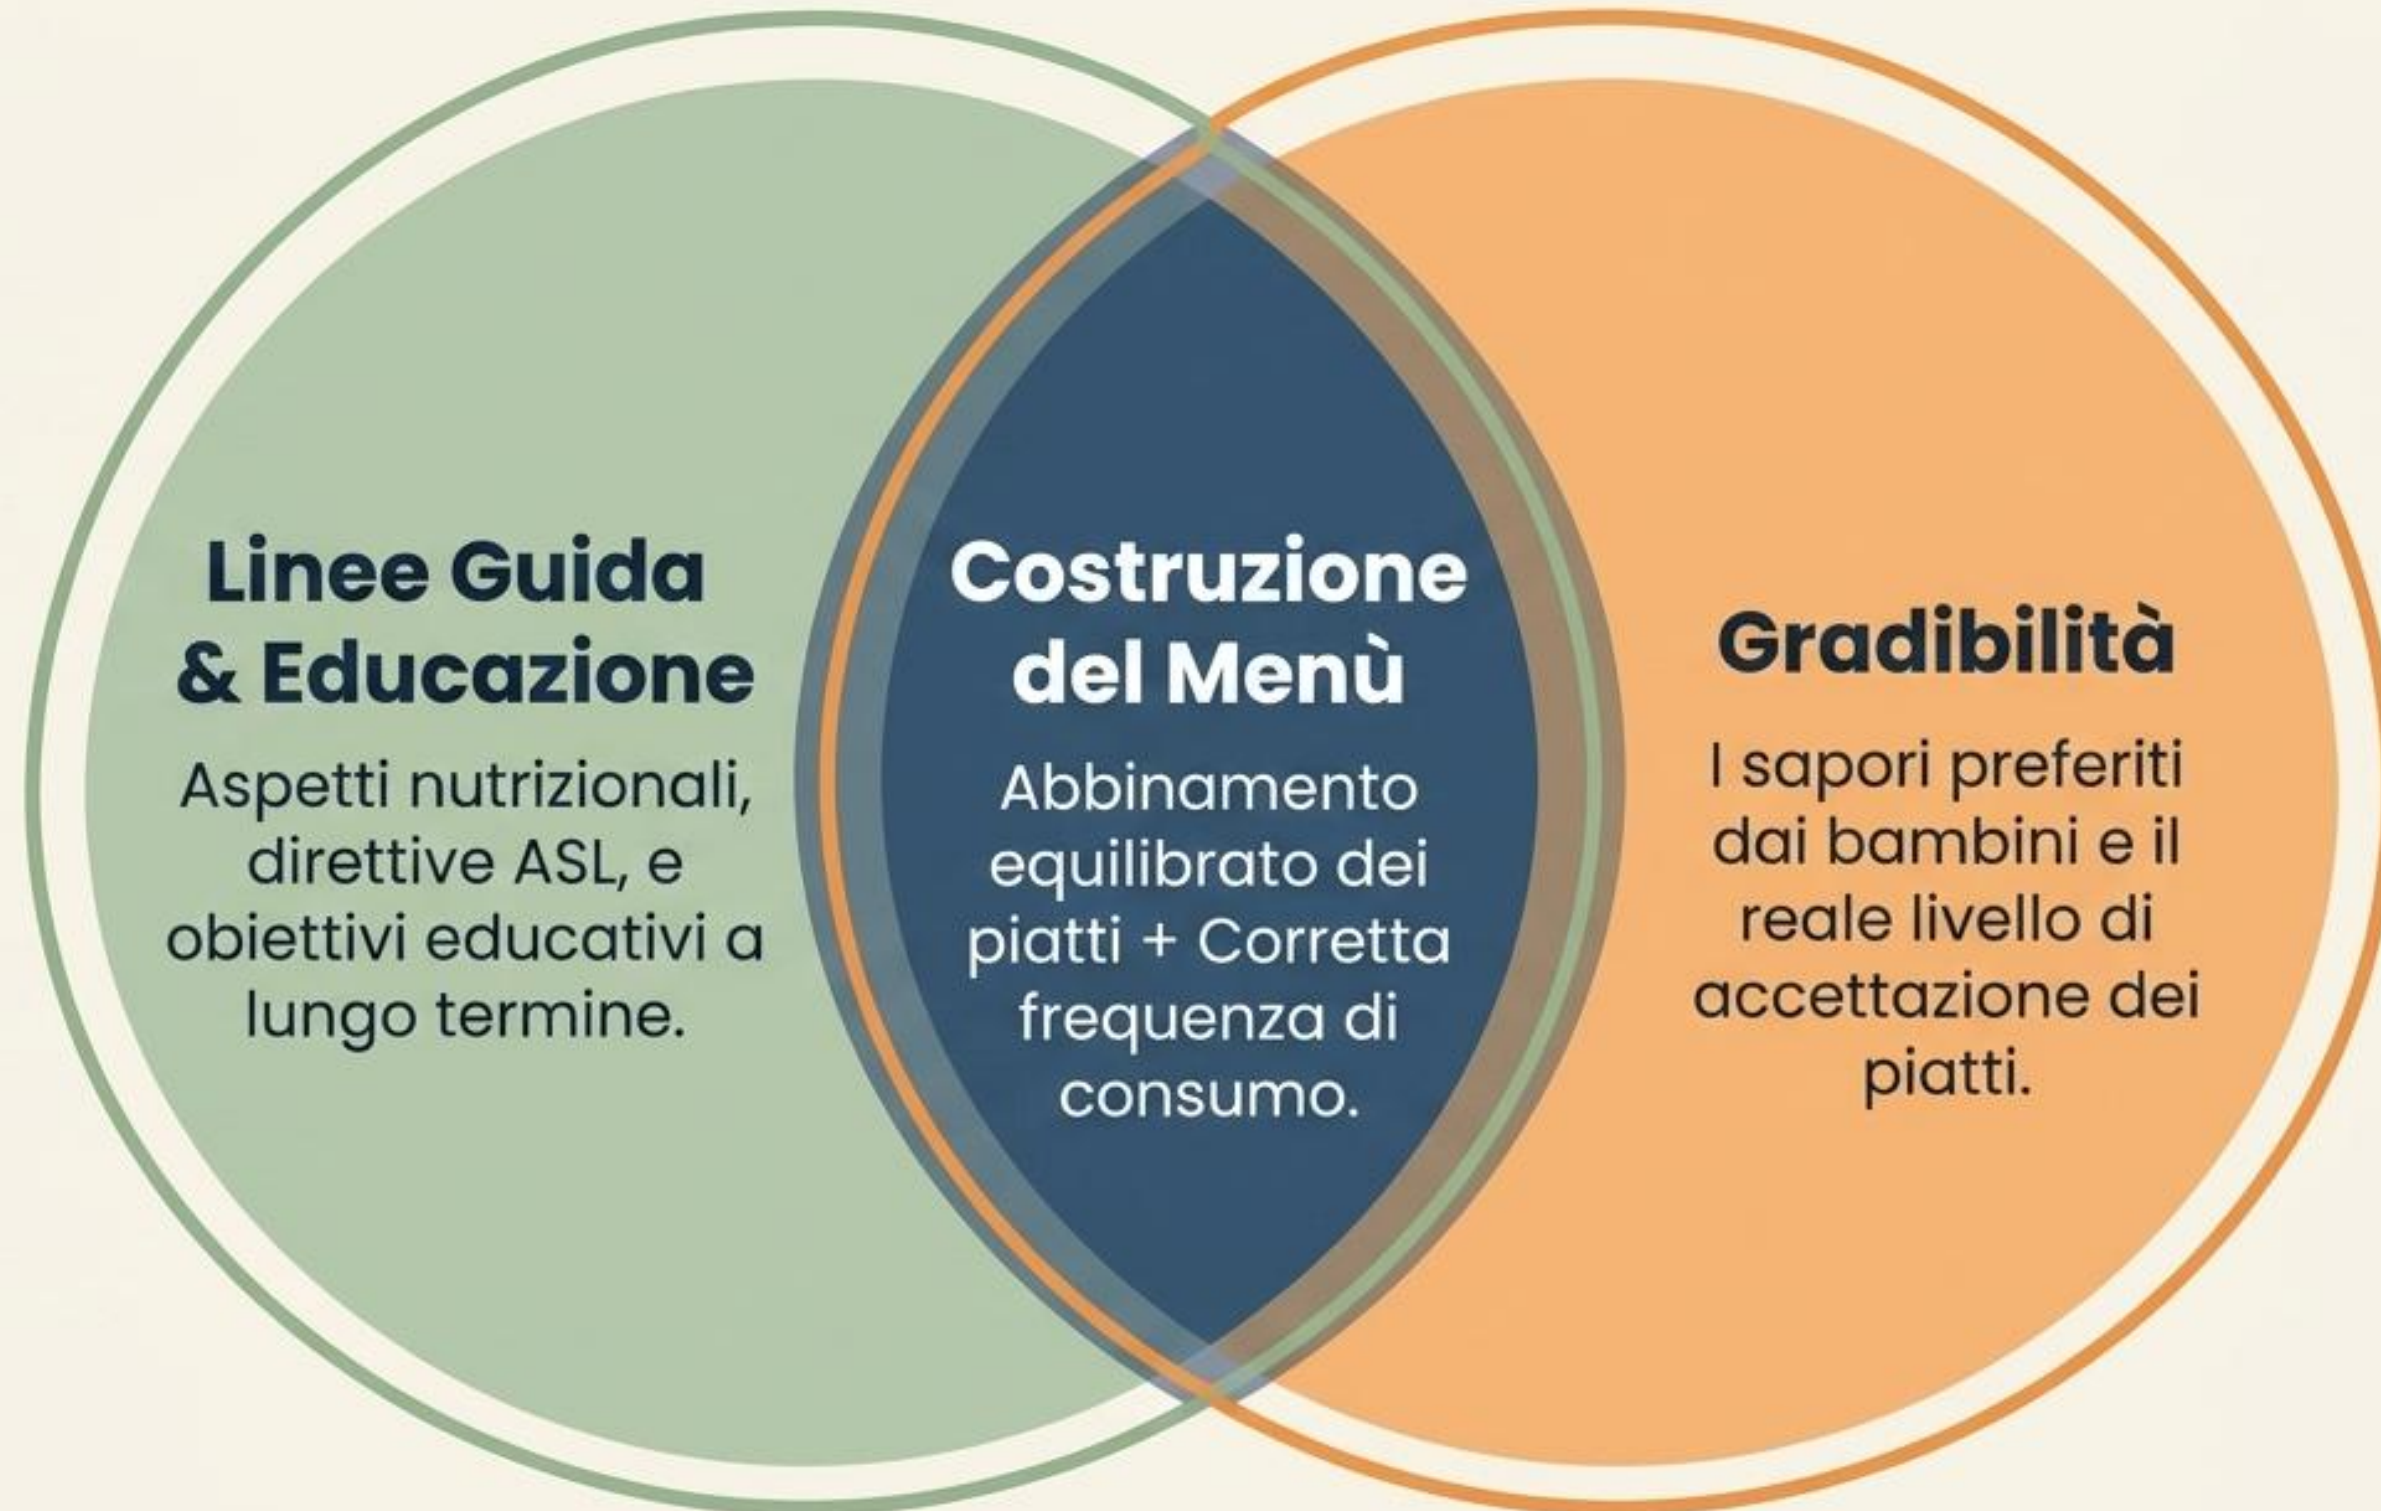 Linee Guida
& Educazione
Aspetti nutrizionali,
direttive ASL, e
obiettivi educativi a
lungo termine.
Costruzione
del Menù
Abbinamento
equilibrato dei
piatti + Corretta
frequenza di
consumo.
Gradibilità
I sapori preferiti
dai bambini e il
reale livello di
accettazione dei
piatti.